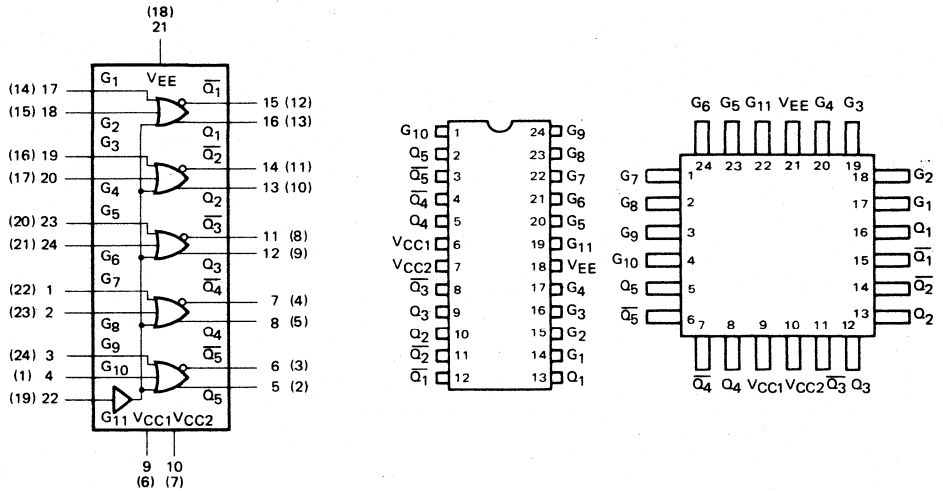 (18)
21
G1 VEE Q̅1̅
(14) 17
15 (12)
(15) 18
16 (13)
G2 Q1
G3 Q̅2̅
(16) 19
14 (11)
(17) 20
13 (10)
G4 Q2
G5 Q̅3̅
(20) 23
11 (8)
(21) 24
12 (9)
G6 Q3
G7 Q̅4̅
(22) 1
7 (4)
(23) 2
8 (5)
G8 Q4
G9 Q̅5̅
(24) 3
6 (3)
G10
(1) 4
5 (2)
Q5
(19) 22
G11 VCC1 VCC2
9 10
(6) (7)
G10 1 24 G9
Q5 2 23 G8
Q̅5̅ 3 22 G7
Q̅4̅ 4 21 G6
Q4 5 20 G5
VCC1 6 19 G11
VCC2 7 18 VEE
Q̅3̅ 8 17 G4
Q3 9 16 G3
Q2 10 15 G2
Q̅2̅ 11 14 G1
Q̅1̅ 12 13 Q1
G6 G5 G11 VEE G4 G3
24 23 22 21 20 19
G7 1 18 G2
G8 2 17 G1
G9 3 16 Q1
G10 4 15 Q̅1̅
Q5 5 14 Q̅2̅
Q̅5̅ 6 13 Q2
7 8 9 10 11 12
Q̅4̅ Q4 VCC1 VCC2 Q̅3̅ Q3